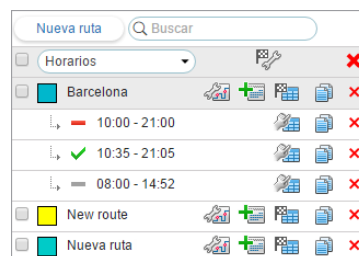 Nueva ruta Buscar
Horarios
Barcelona
10:00 - 21:00
10:35 - 21:05
08:00 - 14:52
New route
Nueva ruta